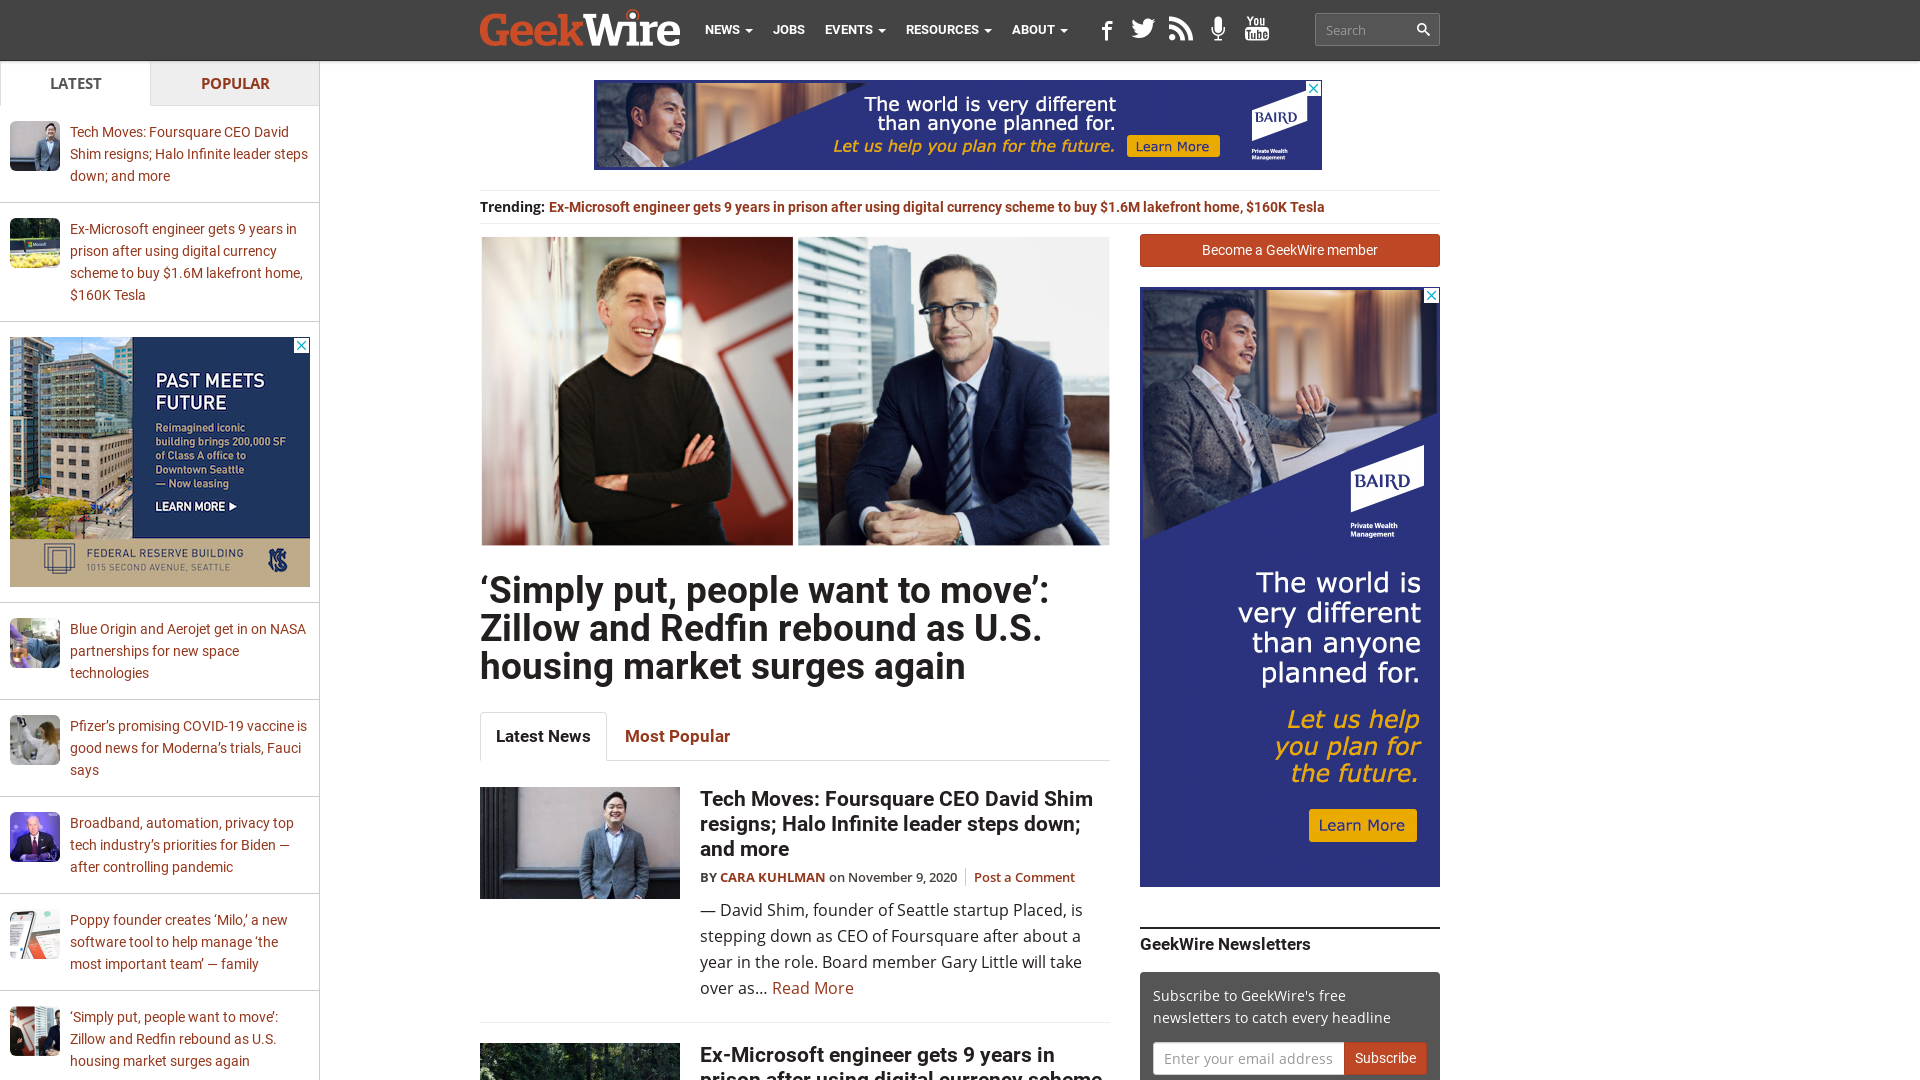 GeekWire
NEWS JOBS EVENTS RESOURCES ABOUT
You
Tube
Search
LATEST
POPULAR
Tech Moves: Foursquare CEO David
Shim resigns; Halo Infinite leader steps
down; and more
Ex-Microsoft engineer gets 9 years in
prison after using digital currency
scheme to buy $1.6M lakefront home,
$160K Tesla
PAST MEETS
FUTURE
Reimagined iconic
building brings 200,000 SF
of Class A office to
Downtown Seattle
— Now leasing
LEARN MORE
FEDERAL RESERVE BUILDING
1015 SECOND AVENUE, SEATTLE
Blue Origin and Aerojet get in on NASA
partnerships for new space
technologies
Pfizer’s promising COVID-19 vaccine is
good news for Moderna’s trials, Fauci
says
Broadband, automation, privacy top
tech industry’s priorities for Biden —
after controlling pandemic
Poppy founder creates ‘Milo,’ a new
software tool to help manage ‘the
most important team’ — family
‘Simply put, people want to move’:
Zillow and Redfin rebound as U.S.
housing market surges again
The world is very different
than anyone planned for.
Let us help you plan for the future.
Learn More
BAIRD
Private Wealth
Management
Trending: Ex-Microsoft engineer gets 9 years in prison after using digital currency scheme to buy $1.6M lakefront home, $160K Tesla
‘Simply put, people want to move’:
Zillow and Redfin rebound as U.S.
housing market surges again
Latest News
Most Popular
Tech Moves: Foursquare CEO David Shim
resigns; Halo Infinite leader steps down;
and more
BY CARA KUHLMAN on November 9, 2020 Post a Comment
— David Shim, founder of Seattle startup Placed, is
stepping down as CEO of Foursquare after about a
year in the role. Board member Gary Little will take
over as… Read More
Ex-Microsoft engineer gets 9 years in
prison after using digital currency scheme
Become a GeekWire member
BAIRD
Private Wealth
Management
The world is
very different
than anyone
planned for.
Let us help
you plan for
the future.
Learn More
GeekWire Newsletters
Subscribe to GeekWire's free
newsletters to catch every headline
Enter your email address
Subscribe